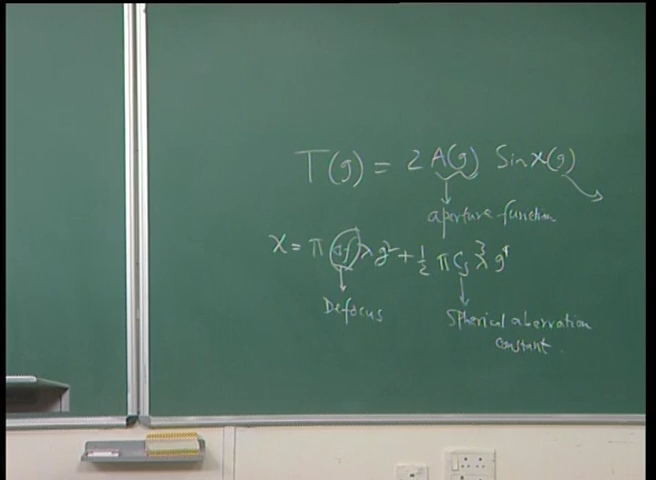 T(g) = 2 A(g) Sin χ(g)
aperture function
χ = π Δf λ g² + 1/2 π Cs λ³ g⁴
Defocus
Spherical aberration
constant